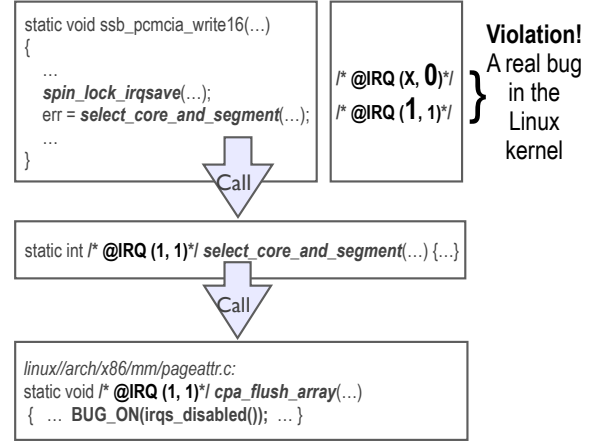 static void ssb_pcmcia_write16(…)
{
…
spin_lock_irqsave(…);
err = select_core_and_segment(…);
…
}
/* @IRQ (X, 0)*/
/* @IRQ (1, 1)*/
}
Violation!
A real bug
in the
Linux
kernel
Call
static int /* @IRQ (1, 1)*/ select_core_and_segment(…) {…}
Call
linux//arch/x86/mm/pageattr.c:
static void /* @IRQ (1, 1)*/ cpa_flush_array(…)
{ … BUG_ON(irqs_disabled()); … }